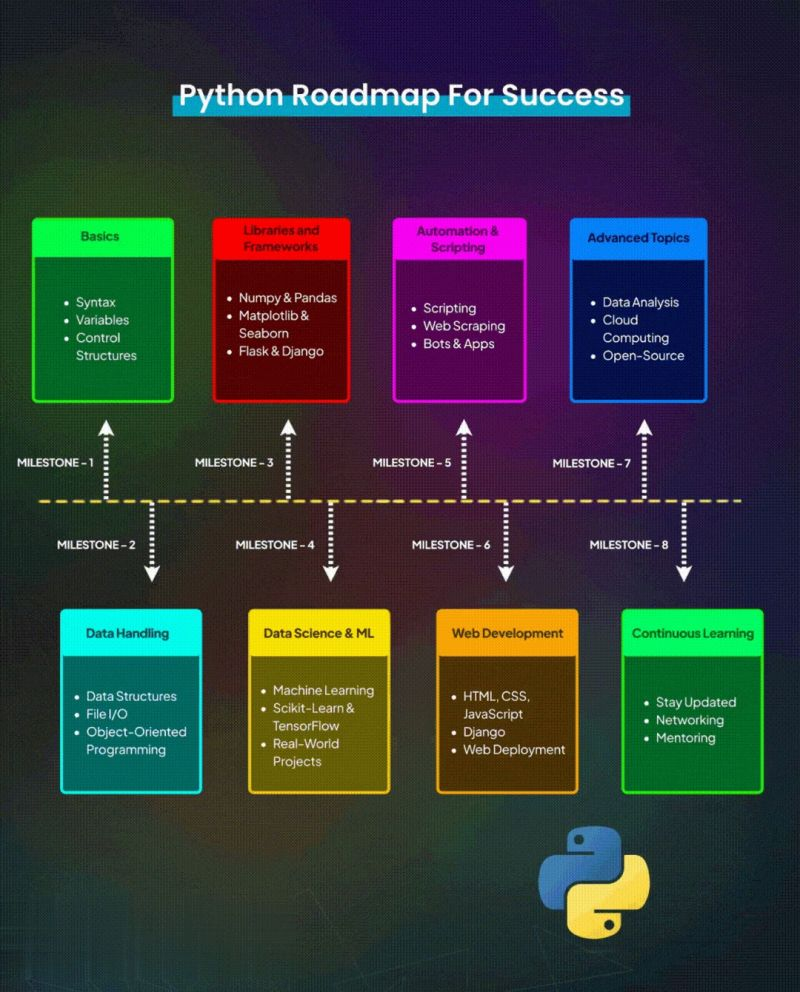 Python Roadmap For Success
Basics
• Syntax
• Variables
• Control
Structures
Libraries and
Frameworks
• Numpy & Pandas
• Matplotlib &
Seaborn
• Flask & Django
Automation &
Scripting
• Scripting
• Web Scraping
• Bots & Apps
Advanced Topics
• Data Analysis
• Cloud
Computing
• Open-Source
MILESTONE - 1
MILESTONE - 3
MILESTONE - 5
MILESTONE - 7
MILESTONE - 2
MILESTONE - 4
MILESTONE - 6
MILESTONE - 8
Data Handling
• Data Structures
• File I/O
• Object-Oriented
Programming
Data Science & ML
• Machine Learning
• Scikit-Learn &
TensorFlow
• Real-World
Projects
Web Development
• HTML, CSS,
JavaScript
• Django
• Web Deployment
Continuous Learning
• Stay Updated
• Networking
• Mentoring